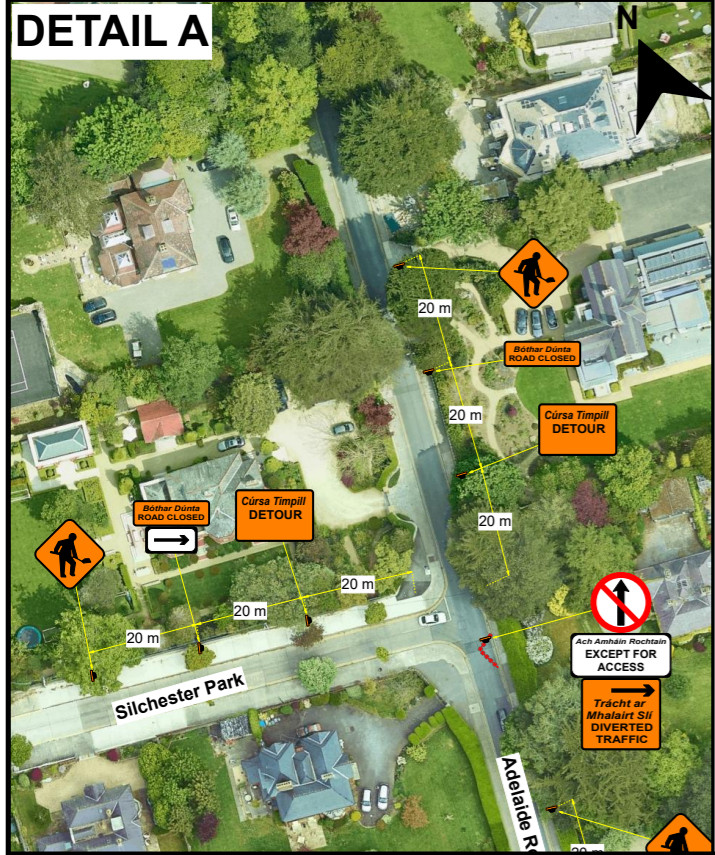 DETAIL A
N
20 m
Bóthar Dúnta
ROAD CLOSED
20 m
Cúrsa Timpill
DETOUR
20 m
Bóthar Dúnta
ROAD CLOSED
Cúrsa Timpill
DETOUR
20 m
20 m
20 m
Silchester Park
Ach Amháin Rochtain
EXCEPT FOR
ACCESS
Trácht ar
Mhalairt Slí
DIVERTED
TRAFFIC
Adelaide
20 m